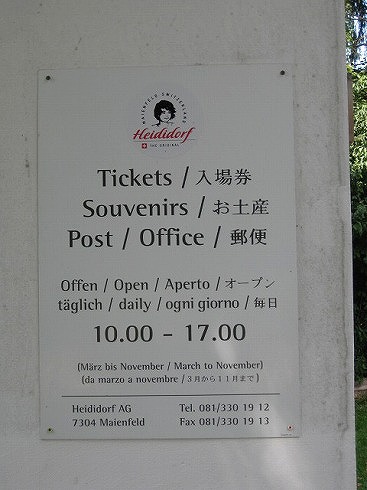 MAIENFELD SWITZERLAND
Heididorf
THE ORIGINAL
Tickets / 入場券
Souvenirs / お土産
Post / Office / 郵便
Offen / Open / Aperto / オープン
täglich / daily / ogni giorno /毎日
10.00 - 17.00
(März bis November / March to November)
(da marzo a novembre / 3月から11月まで)
Heididorf AG Tel. 081/330 19 12
7304 Maienfeld Fax 081/330 19 13